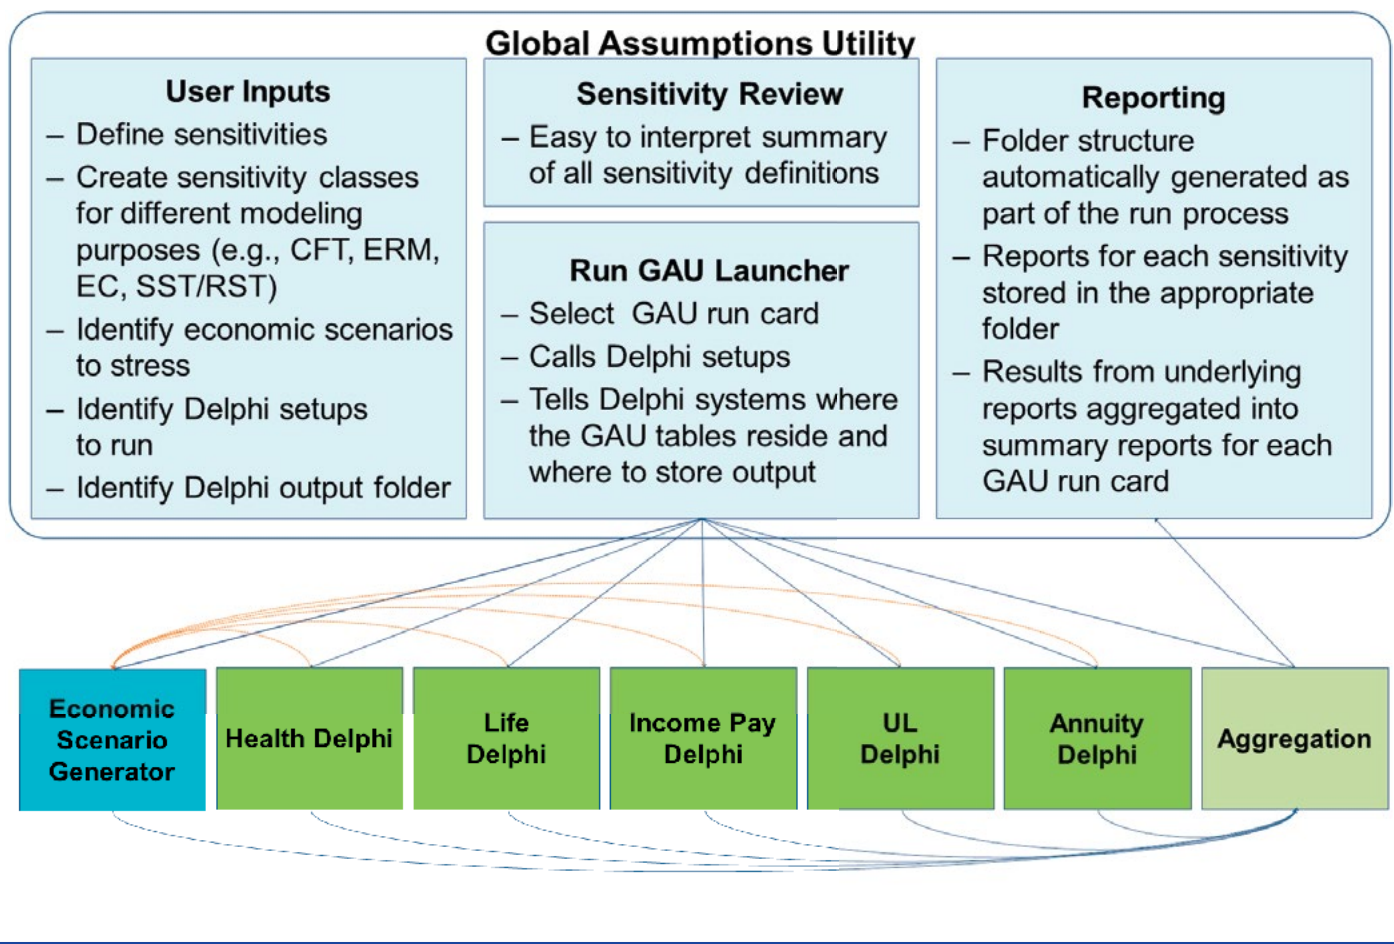 Global Assumptions Utility
User Inputs
– Define sensitivities
– Create sensitivity classes
for different modeling
purposes (e.g., CFT, ERM,
EC, SST/RST)
– Identify economic scenarios
to stress
– Identify Delphi setups
to run
– Identify Delphi output folder
Sensitivity Review
– Easy to interpret summary
of all sensitivity definitions
Run GAU Launcher
– Select GAU run card
– Calls Delphi setups
– Tells Delphi systems where
the GAU tables reside and
where to store output
Reporting
– Folder structure
automatically generated as
part of the run process
– Reports for each sensitivity
stored in the appropriate
folder
– Results from underlying
reports aggregated into
summary reports for each
GAU run card
Economic
Scenario
Generator
Health Delphi
Life
Delphi
Income Pay
Delphi
UL
Delphi
Annuity
Delphi
Aggregation